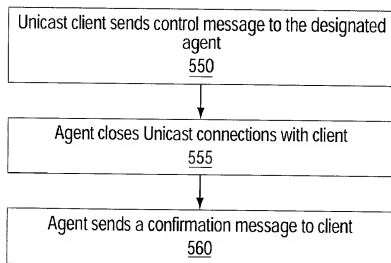 Unicast client sends control message to the designated
agent
550
Agent closes Unicast connections with client
555
Agent sends a confirmation message to client
560